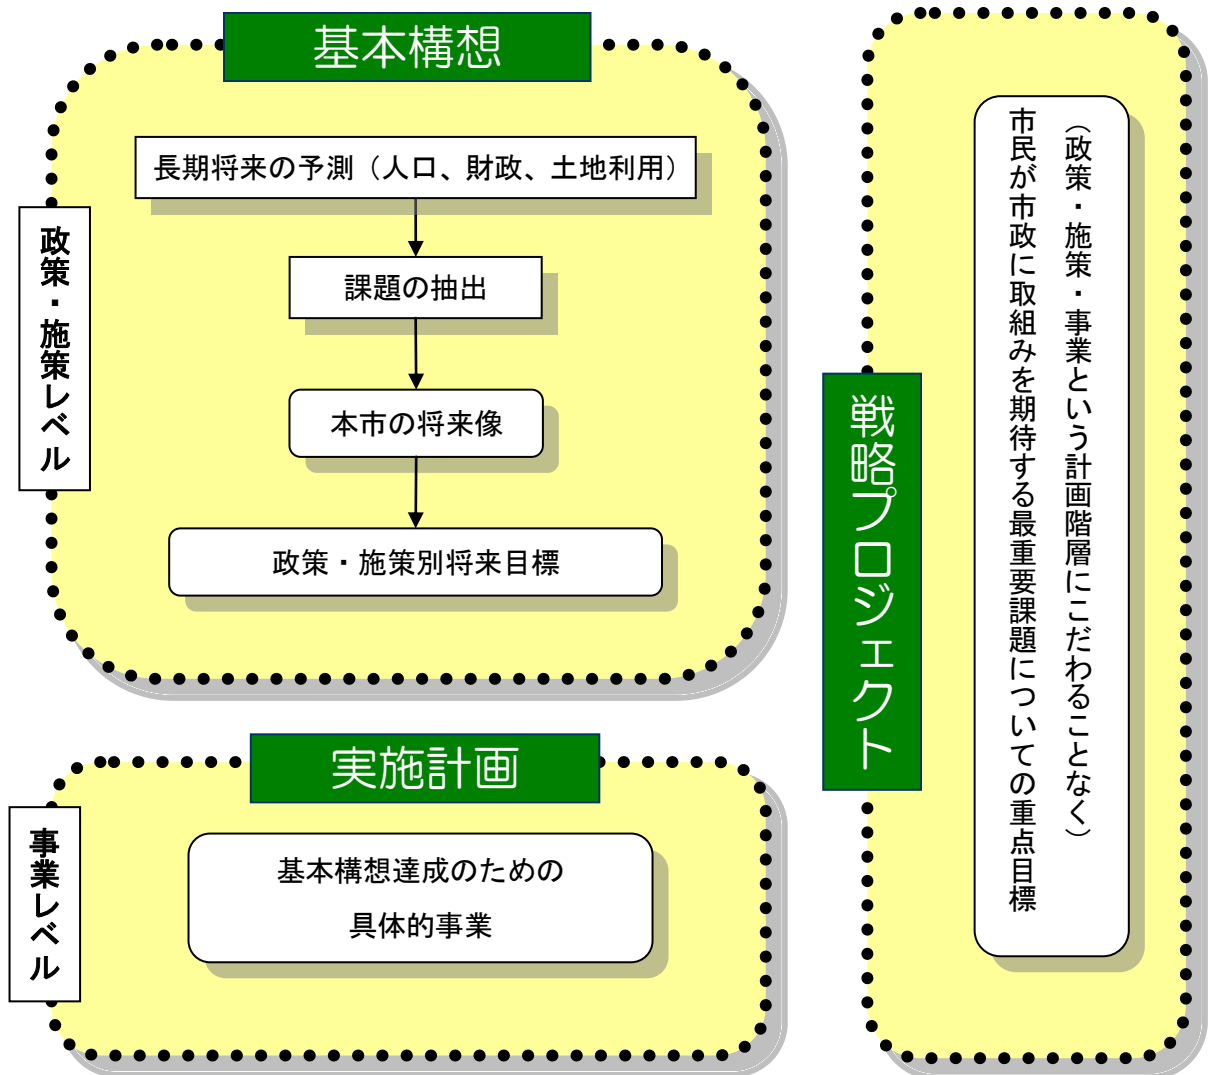 基本構想
長期将来の予測（人口、財政、土地利用）
課題の抽出
本市の将来像
政策・施策別将来目標
政策・施策レベル
実施計画
基本構想達成のための
具体的事業
事業レベル
戦略プロジェクト
（政策・施策・事業という計画階層にこだわることなく）
市民が市政に取組みを期待する最重要課題についての重点目標